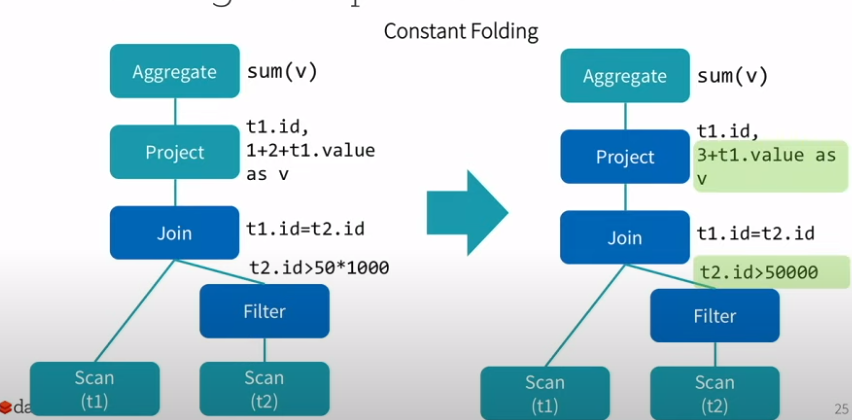 Constant Folding
Aggregate
sum(v)
Project
t1.id,
1+2+t1.value
as v
Join
t1.id=t2.id
t2.id>50*1000
Filter
Scan
(t1)
Scan
(t2)
Aggregate
sum(v)
Project
t1.id,
3+t1.value as
v
Join
t1.id=t2.id
t2.id>50000
Filter
Scan
(t1)
Scan
(t2)
da
25